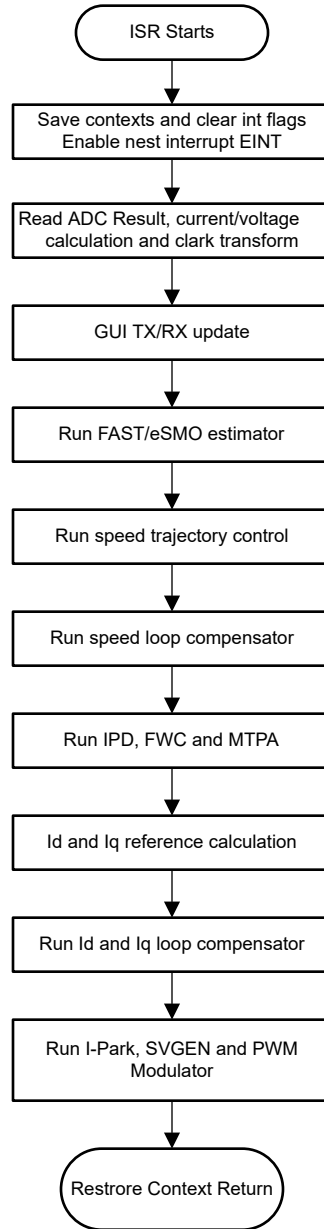 ISR Starts
Save contexts and clear int flags
Enable nest interrupt EINT
Read ADC Result, current/voltage
calculation and clark transform
GUI TX/RX update
Run FAST/eSMO estimator
Run speed trajectory control
Run speed loop compensator
Run IPD, FWC and MTPA
Id and Iq reference calculation
Run Id and Iq loop compensator
Run I-Park, SVGEN and PWM
Modulator
Restrore Context Return